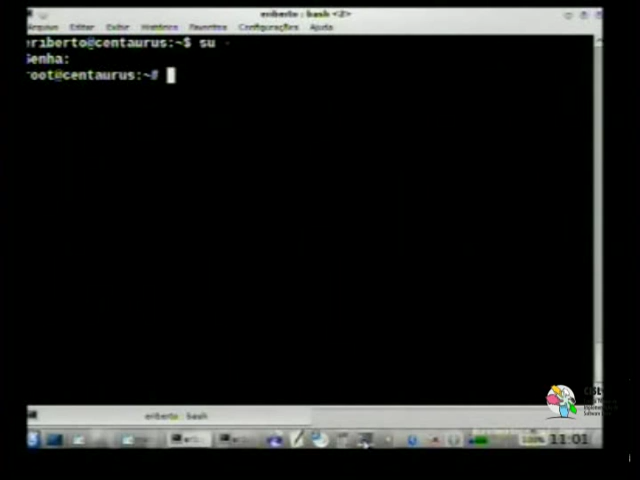 eriberto : bash <2>
Arquivo Editar Exibir Histórico Favoritos Configurações Ajuda
eriberto@centaurus:~$ su -
Senha:
root@centaurus:~#
eriberto : bash
100% 11:01